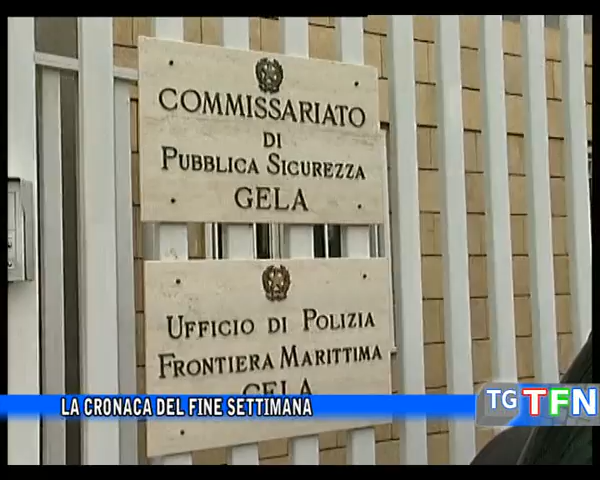 COMMISSARIATO
DI
PUBBLICA SICUREZZA
GELA
UFFICIO DI POLIZIA
FRONTIERA MARITTIMA
GELA
LA CRONACA DEL FINE SETTIMANA
TG TFN